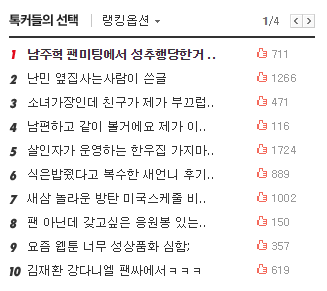 톡커들의 선택 랭킹옵션 1/4
1 남주혁 팬미팅에서 성추행당한거 .. 711
2 난민 옆집사는사람이 쓴글 1266
3 소녀가장인데 친구가 제가 부끄럽.. 471
4 남편하고 같이 볼거에요 제가 이.. 116
5 살인자가 운영하는 한우집 가지마.. 1724
6 식은밥줬다고 복수한 새언니 후기.. 889
7 새삼 놀라운 방탄 미국스케줄 비.. 1002
8 팬 아닌데 갖고싶은 응원봉 있는.. 150
9 요즘 웹툰 너무 성상품화 심함; 357
10 김재환 강다니엘 팬싸에서ㅋㅋㅋ 619